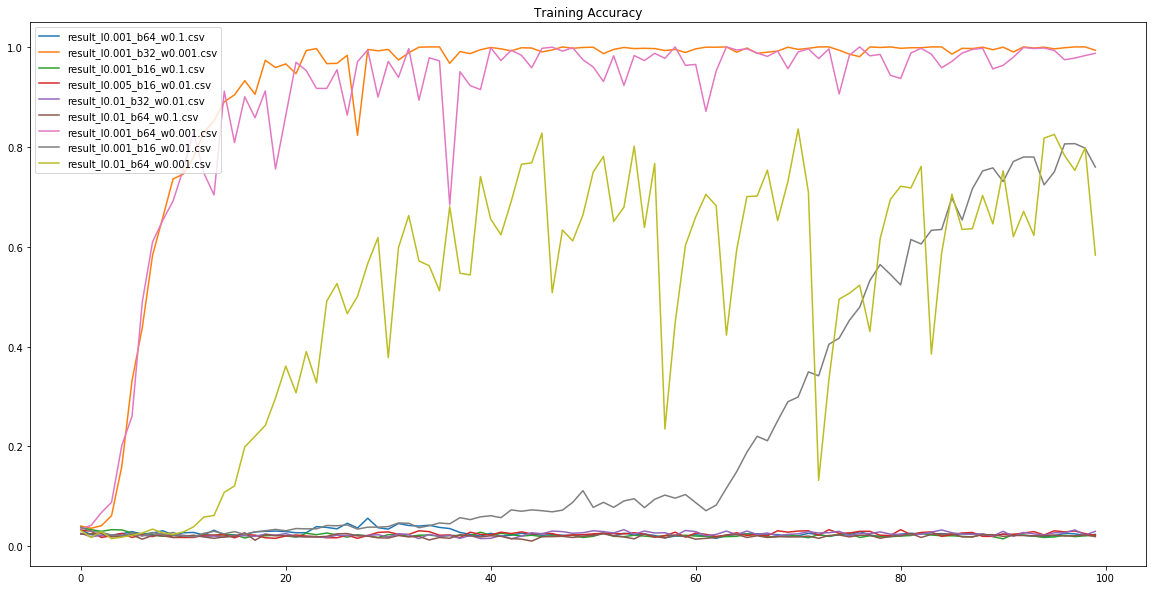 Training Accuracy
result_l0.001_b64_w0.1.csv
result_l0.001_b32_w0.001.csv
result_l0.001_b16_w0.1.csv
result_l0.005_b16_w0.01.csv
result_l0.01_b32_w0.01.csv
result_l0.01_b64_w0.1.csv
result_l0.001_b64_w0.001.csv
result_l0.001_b16_w0.01.csv
result_l0.01_b64_w0.001.csv
1.0
0.8
0.6
0.4
0.2
0.0
0 20 40 60 80 100